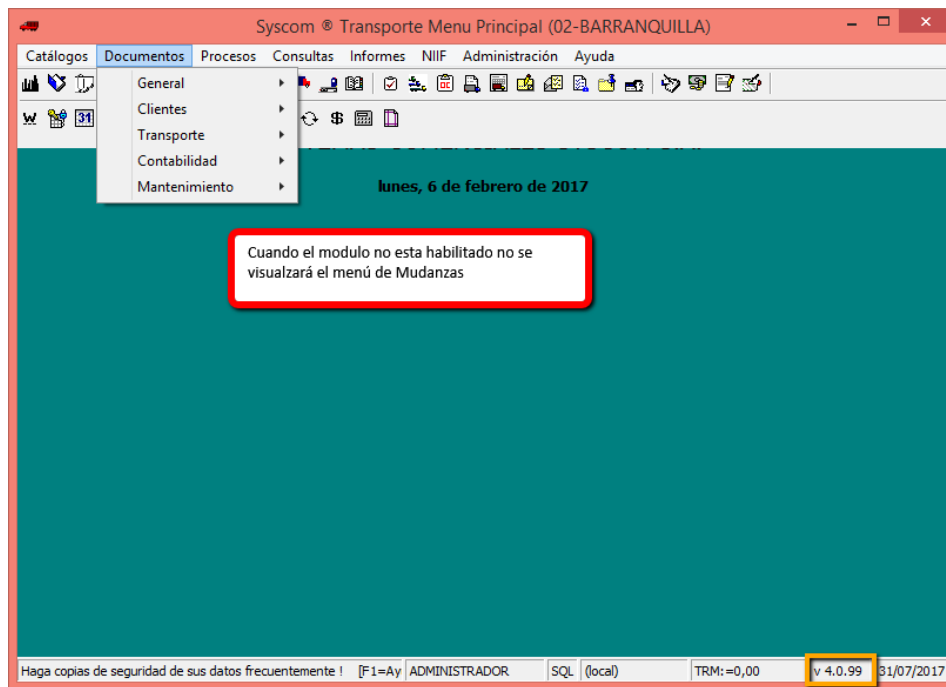 Syscom ® Transporte Menu Principal (02-BARRANQUILLA)
Catálogos Documentos Procesos Consultas Informes NIIF Administración Ayuda
General
Clientes
Transporte
Contabilidad
Mantenimiento
31
$
lunes, 6 de febrero de 2017
Cuando el modulo no esta habilitado no se
visualzará el menú de Mudanzas
Haga copias de seguridad de sus datos frecuentemente ! [F1=Ay ADMINISTRADOR SQL (local) TRM:=0,00 v 4.0.99 31/07/2017